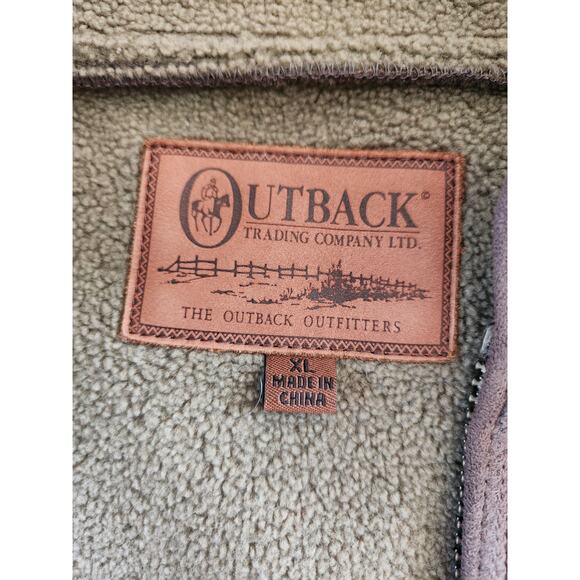 OUTBACK©
TRADING COMPANY LTD.
THE OUTBACK OUTFITTERS
XL
MADE IN
CHINA